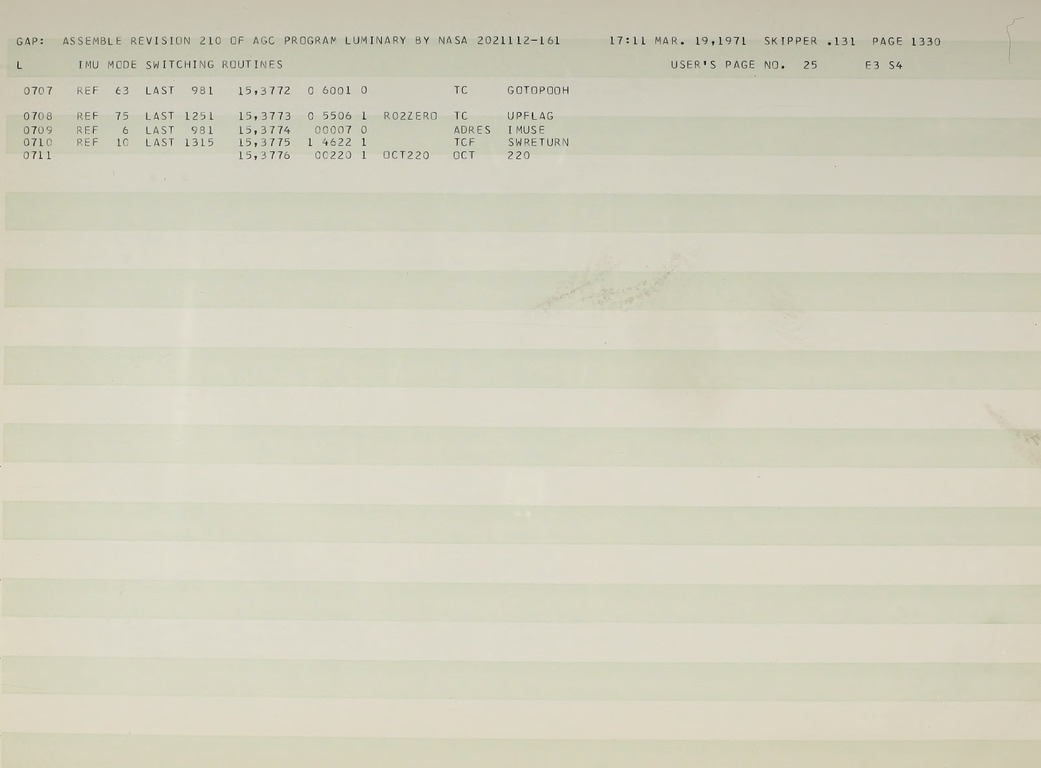 GAP: ASSEMBLE REVISION 210 OF AGC PROGRAM LUMINARY BY NASA 2021112-161 17:11 MAR. 19,1971 SKIPPER .131 PAGE 1330
L IMU MODE SWITCHING ROUTINES USER'S PAGE NO. 25 E3 S4
0707 REF 63 LAST 981 15,3772 0 6001 0 TC GOTOPOOH
0708 REF 75 LAST 1251 15,3773 0 5506 1 R02ZERO TC UPFLAG
0709 REF 6 LAST 981 15,3774 00007 0 ADRES IMUSE
0710 REF 10 LAST 1315 15,3775 1 4622 1 TCF SWRETURN
0711 15,3776 00220 1 OCT220 OCT 220